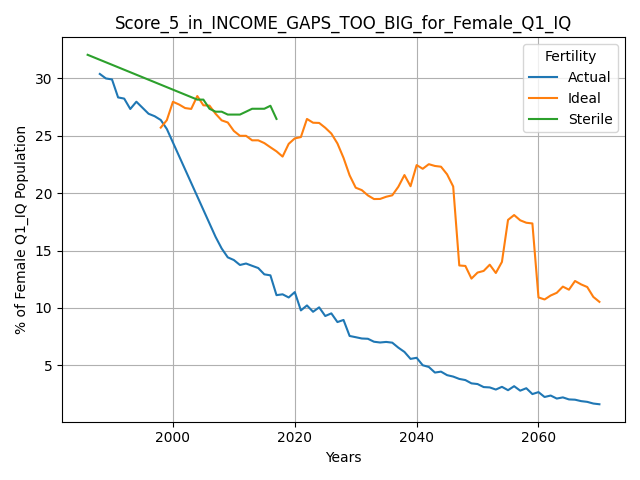 Score_5_in_INCOME_GAPS_TOO_BIG_for_Female_Q1_IQ
Fertility
Actual
Ideal
Sterile
% of Female Q1_IQ Population
30
25
20
15
10
5
2000
2020
2040
2060
Years